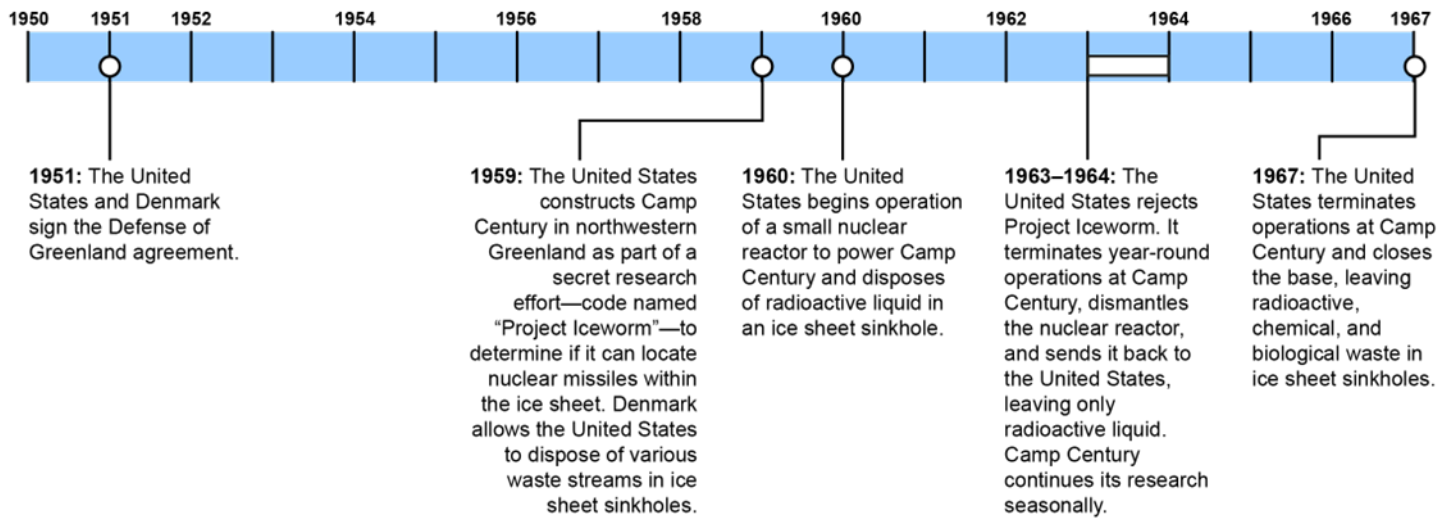 1950 1951 1952 1954 1956 1958 1960 1962 1964 1966 1967
1951: The United
States and Denmark
sign the Defense of
Greenland agreement.
1959: The United States
constructs Camp
Century in northwestern
Greenland as part of a
secret research
effort—code named
“Project Iceworm”—to
determine if it can locate
nuclear missiles within
the ice sheet. Denmark
allows the United States
to dispose of various
waste streams in ice
sheet sinkholes.
1960: The United
States begins operation
of a small nuclear
reactor to power Camp
Century and disposes
of radioactive liquid in
an ice sheet sinkhole.
1963–1964: The
United States rejects
Project Iceworm. It
terminates year-round
operations at Camp
Century, dismantles
the nuclear reactor,
and sends it back to
the United States,
leaving only
radioactive liquid.
Camp Century
continues its research
seasonally.
1967: The United
States terminates
operations at Camp
Century and closes
the base, leaving
radioactive,
chemical, and
biological waste in
ice sheet sinkholes.